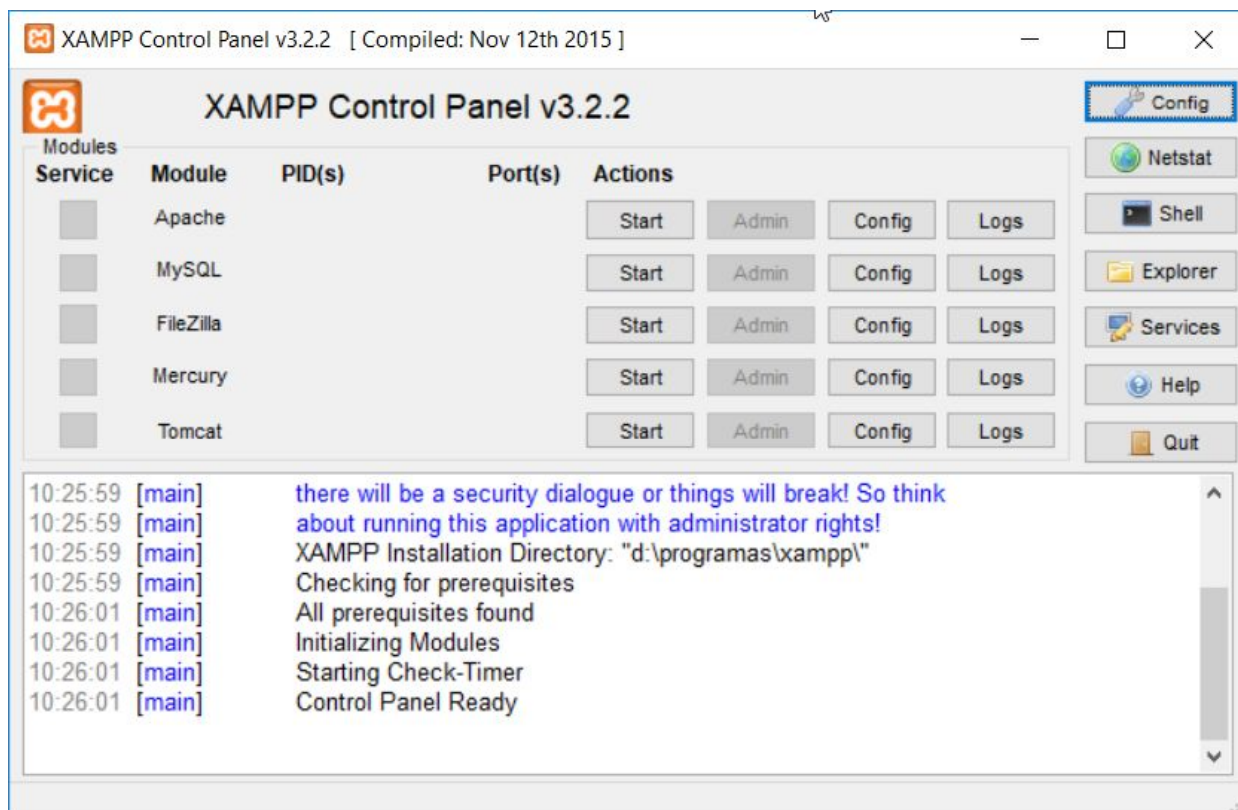 XAMPP Control Panel v3.2.2 [ Compiled: Nov 12th 2015 ]
XAMPP Control Panel v3.2.2
Config
Modules
Service Module PID(s) Port(s) Actions
Netstat
Apache Start Admin Config Logs
Shell
MySQL Start Admin Config Logs
Explorer
FileZilla Start Admin Config Logs
Services
Mercury Start Admin Config Logs
Help
Tomcat Start Admin Config Logs
Quit
10:25:59 [main] there will be a security dialogue or things will break! So think
10:25:59 [main] about running this application with administrator rights!
10:25:59 [main] XAMPP Installation Directory: "d:\programas\xampp\"
10:25:59 [main] Checking for prerequisites
10:26:01 [main] All prerequisites found
10:26:01 [main] Initializing Modules
10:26:01 [main] Starting Check-Timer
10:26:01 [main] Control Panel Ready